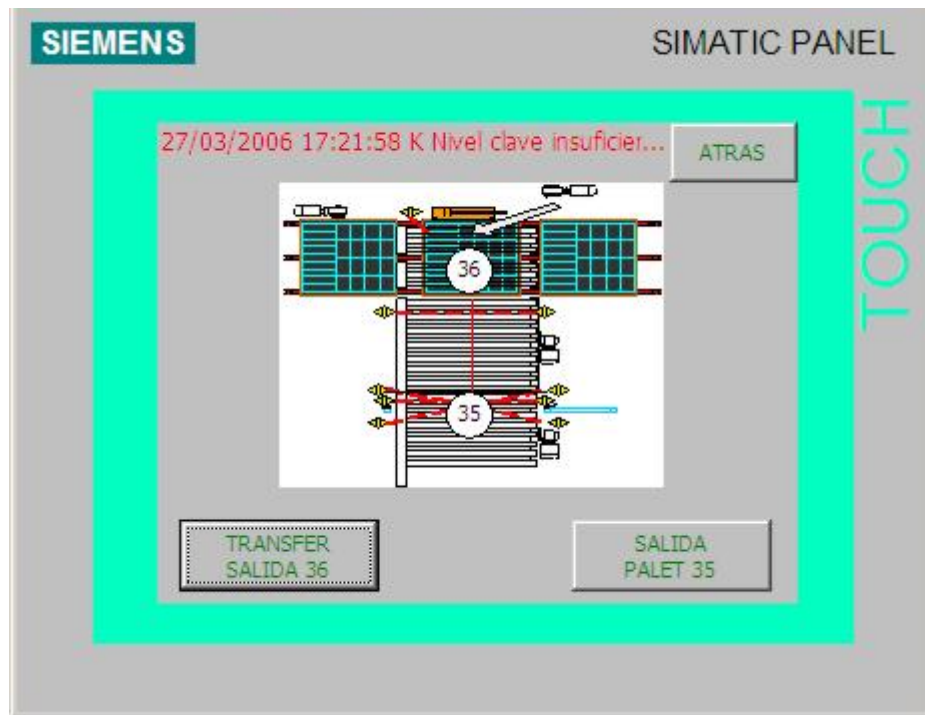 SIEMENS
SIMATIC PANEL
TOUCH
27/03/2006 17:21:58 K Nivel clave insuficier...
ATRAS
36
35
TRANSFER
SALIDA 36
SALIDA
PALET 35